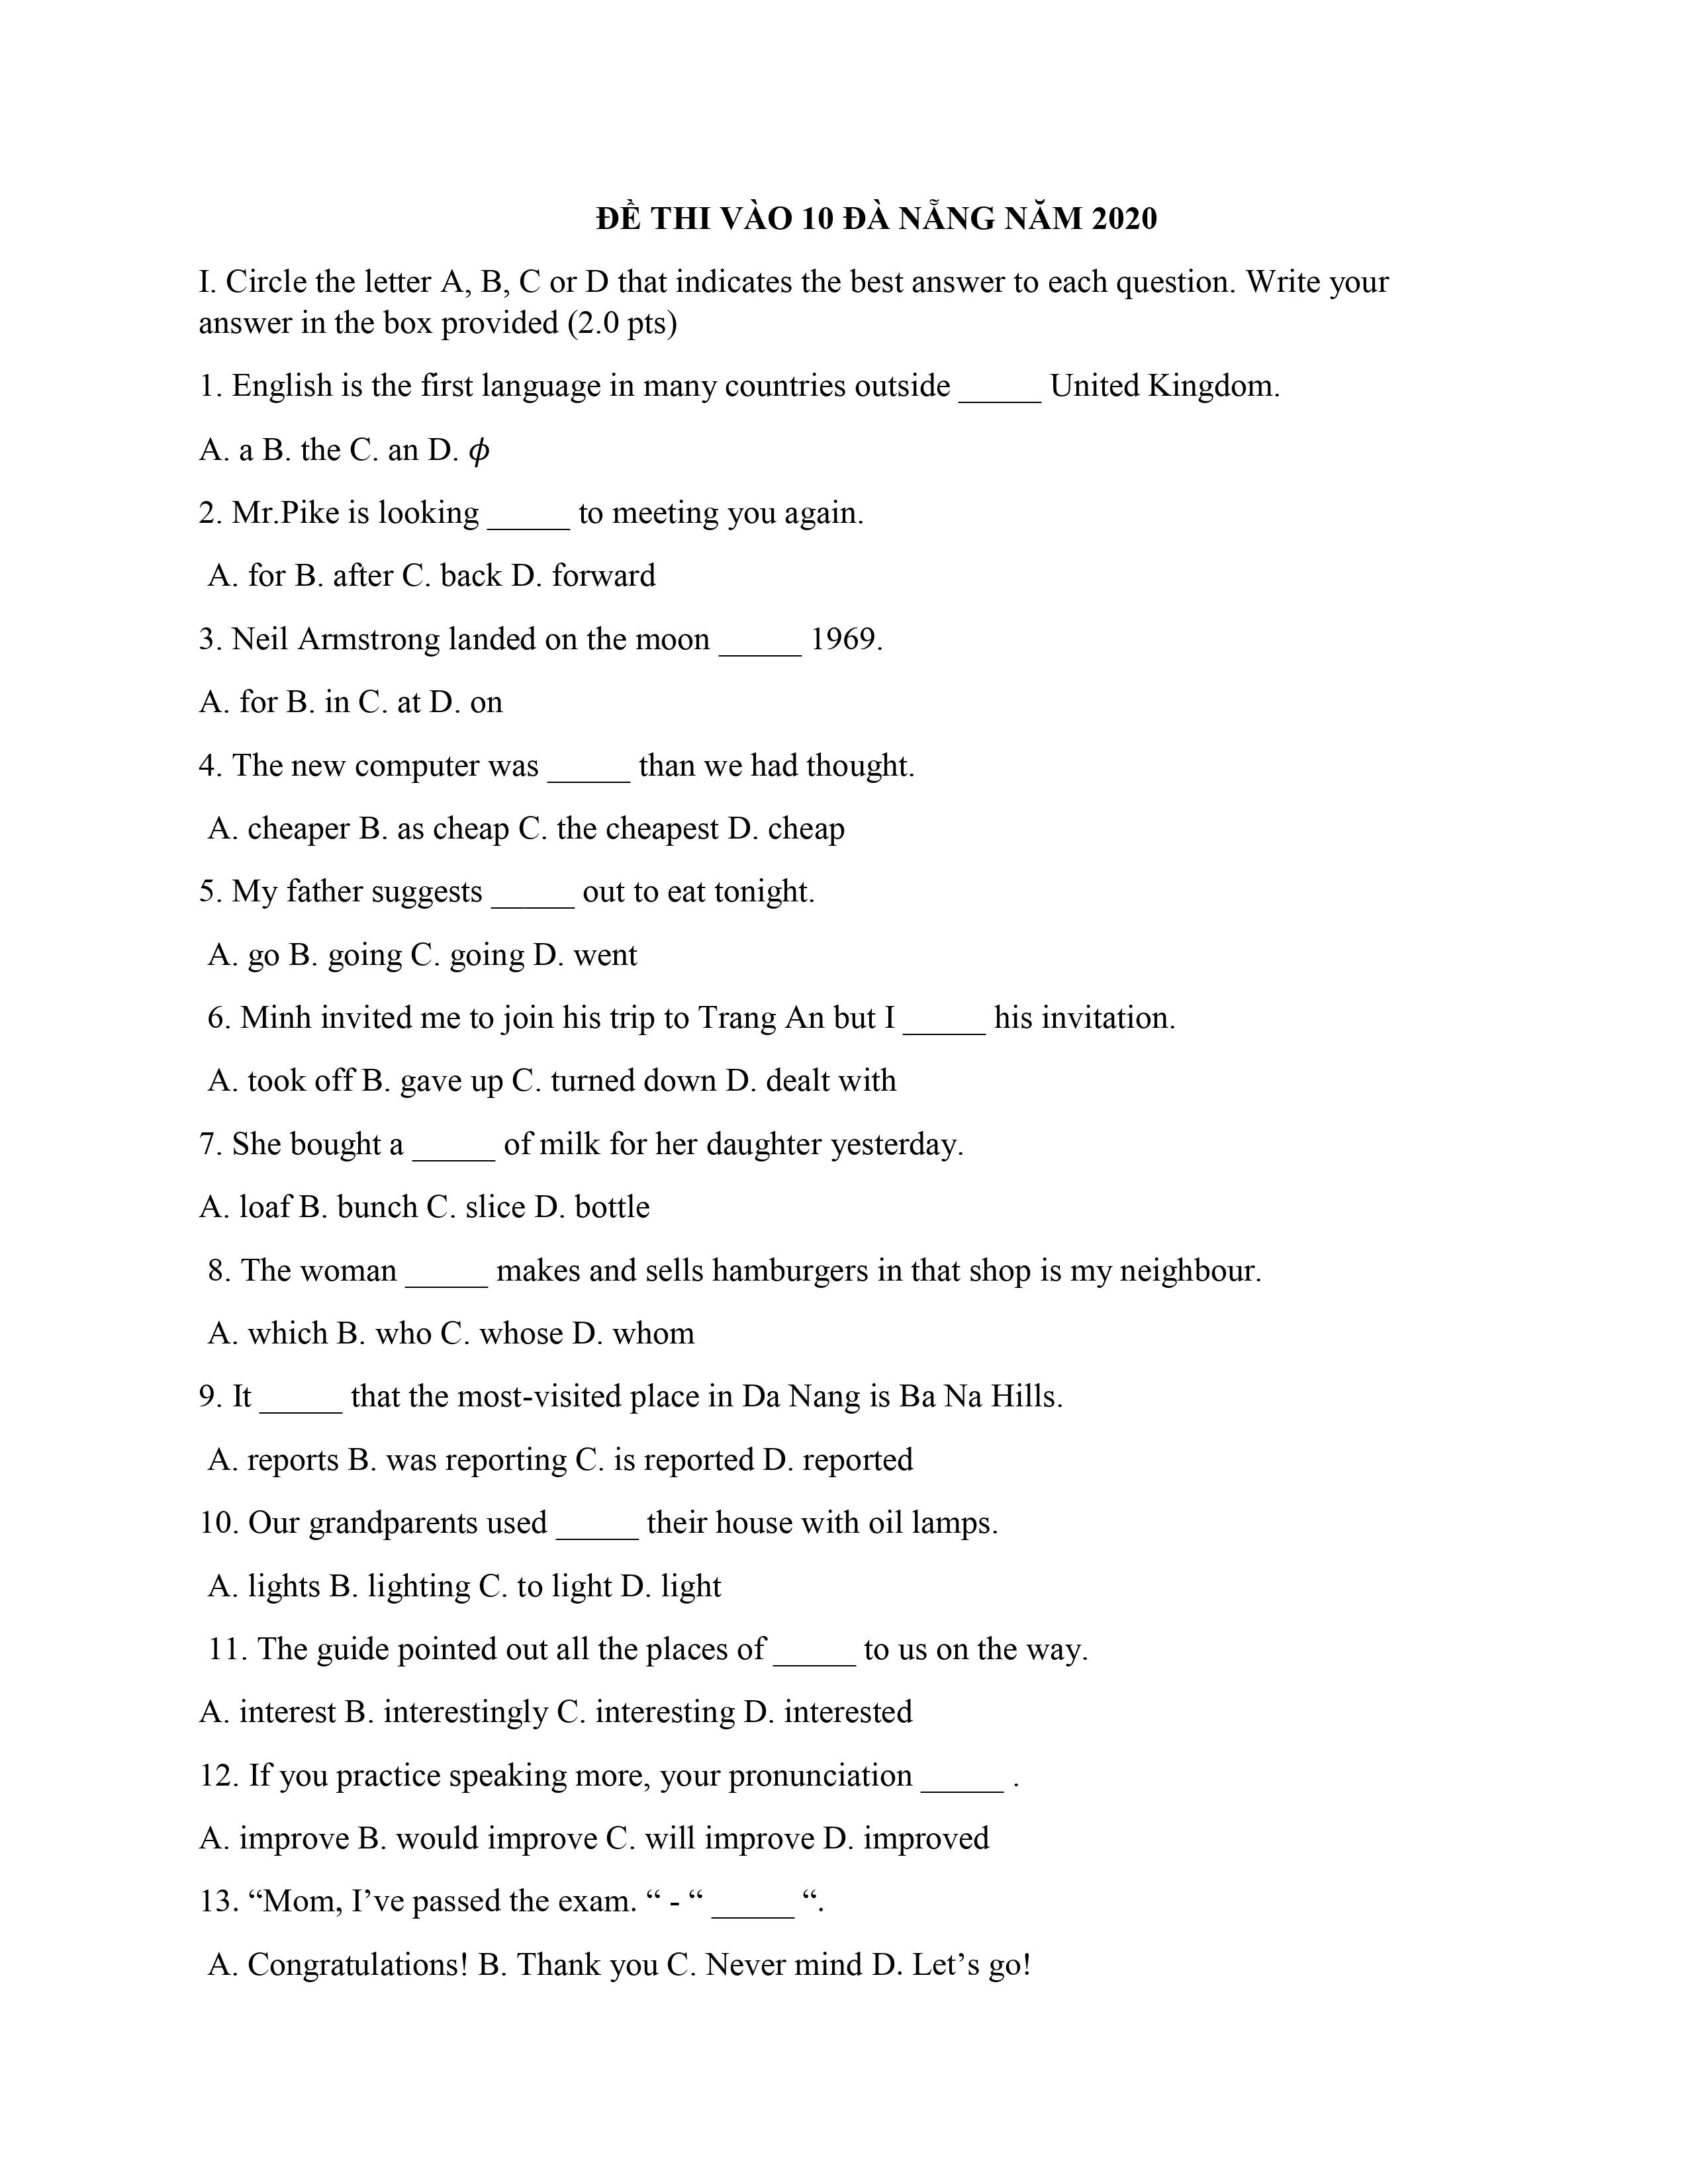 ĐỀ THI VÀO 10 ĐÀ NẴNG NĂM 2020
I. Circle the letter A, B, C or D that indicates the best answer to each question. Write your
answer in the box provided (2.0 pts)
1. English is the first language in many countries outside _____ United Kingdom.
A. a B. the C. an D. ϕ
2. Mr.Pike is looking _____ to meeting you again.
A. for B. after C. back D. forward
3. Neil Armstrong landed on the moon _____ 1969.
A. for B. in C. at D. on
4. The new computer was _____ than we had thought.
A. cheaper B. as cheap C. the cheapest D. cheap
5. My father suggests _____ out to eat tonight.
A. go B. going C. going D. went
6. Minh invited me to join his trip to Trang An but I _____ his invitation.
A. took off B. gave up C. turned down D. dealt with
7. She bought a _____ of milk for her daughter yesterday.
A. loaf B. bunch C. slice D. bottle
8. The woman _____ makes and sells hamburgers in that shop is my neighbour.
A. which B. who C. whose D. whom
9. It _____ that the most-visited place in Da Nang is Ba Na Hills.
A. reports B. was reporting C. is reported D. reported
10. Our grandparents used _____ their house with oil lamps.
A. lights B. lighting C. to light D. light
11. The guide pointed out all the places of _____ to us on the way.
A. interest B. interestingly C. interesting D. interested
12. If you practice speaking more, your pronunciation _____ .
A. improve B. would improve C. will improve D. improved
13. “Mom, I’ve passed the exam. “ - “ _____ “.
A. Congratulations! B. Thank you C. Never mind D. Let’s go!